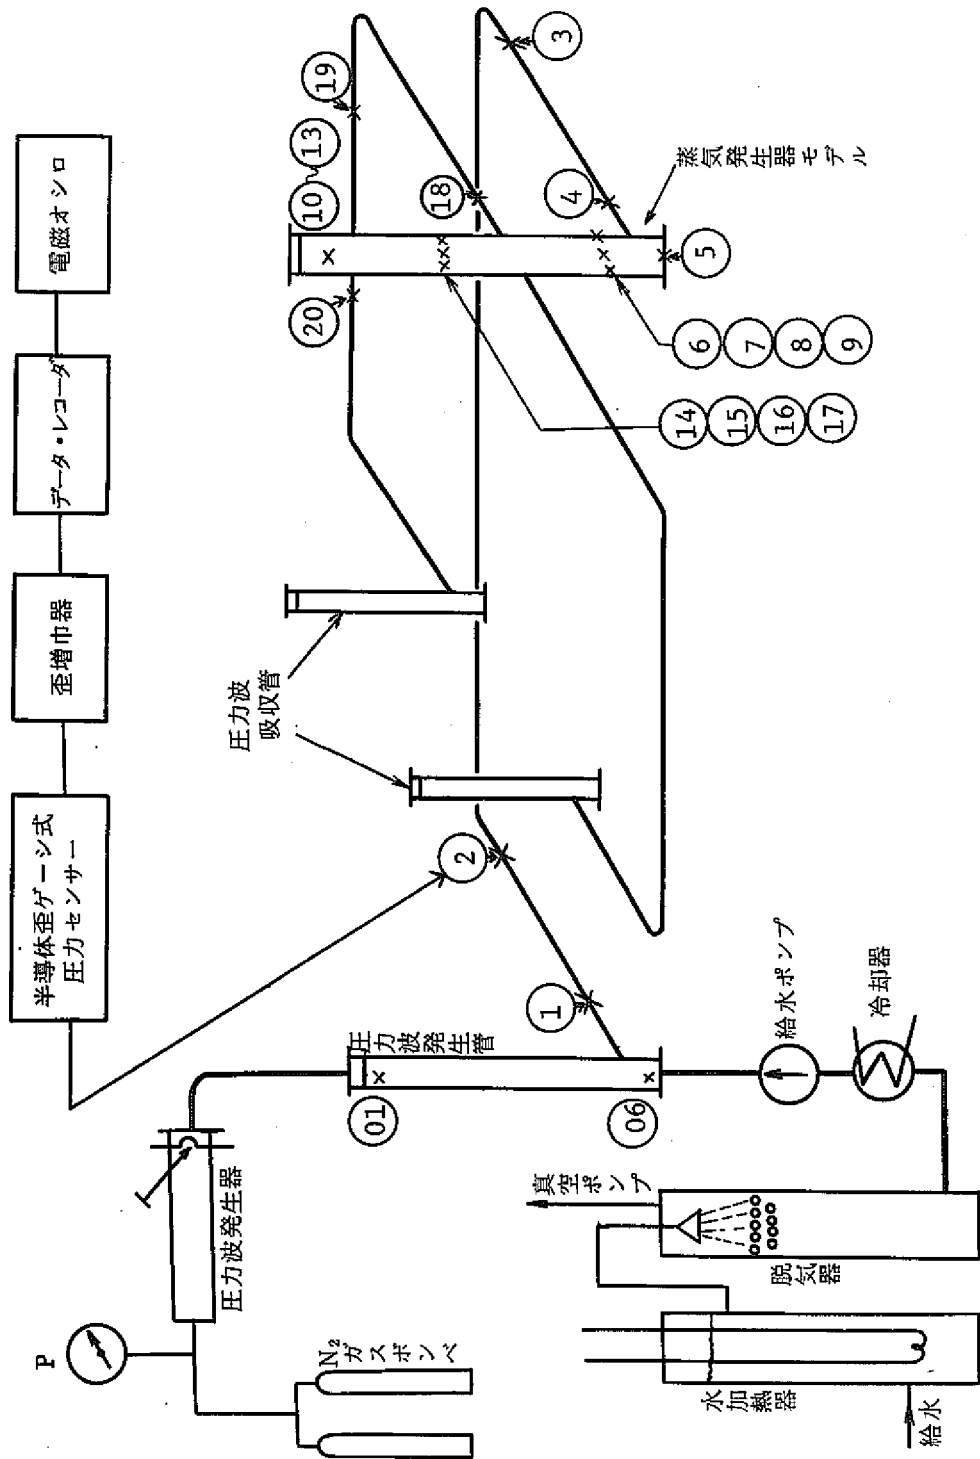 半導体歪ゲージ式
圧力センサー
歪増巾器
データ・レコーダ
電磁オシロ
P
N₂
ガスボンベ
圧力波発生器
01
圧力波発生管
06
1
2
圧力波
吸収管
20
10
13
19
18
3
4
5
蒸気発生器モデル
6
7
8
9
14
15
16
17
給水ポンプ
冷却器
真空ポンプ
脱気器
水加熱器
給水